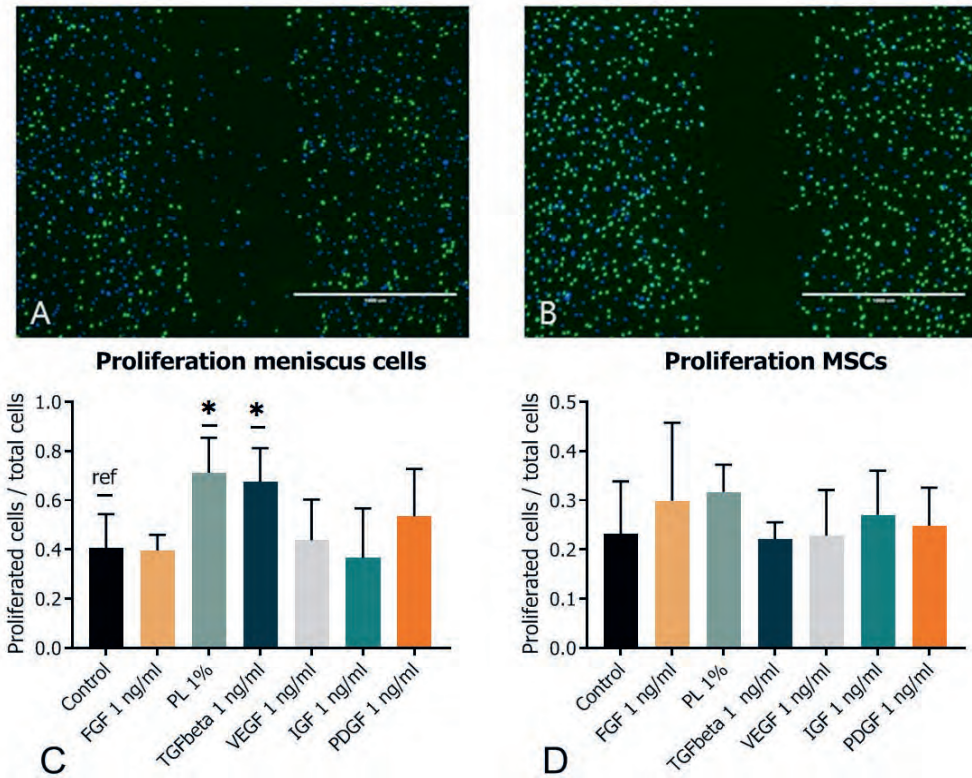 A
1000 um
B
1000 um
Proliferation meniscus cells
Proliferated cells / total cells
1.0
0.8
0.6
0.4
0.2
0.0
ref
*
*
Control
FGF 1 ng/ml
PL 1%
TGFbeta 1 ng/ml
VEGF 1 ng/ml
IGF 1 ng/ml
PDGF 1 ng/ml
C
Proliferation MSCs
Proliferated cells / total cells
0.5
0.4
0.3
0.2
0.1
0.0
Control
FGF 1 ng/ml
PL 1%
TGFbeta 1 ng/ml
VEGF 1 ng/ml
IGF 1 ng/ml
PDGF 1 ng/ml
D